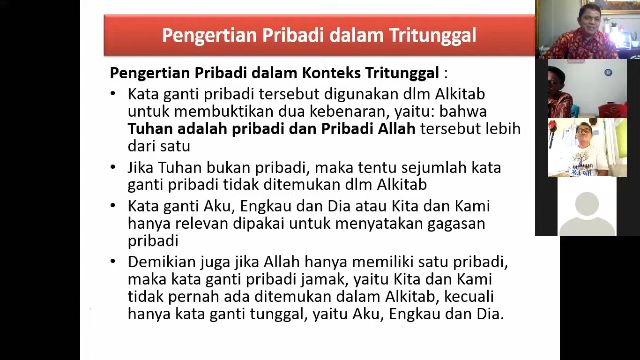 Pengertian Pribadi dalam Tritunggal
Pengertian Pribadi dalam Konteks Tritunggal :
• Kata ganti pribadi tersebut digunakan dlm Alkitab
untuk membuktikan dua kebenaran, yaitu: bahwa
Tuhan adalah pribadi dan Pribadi Allah tersebut lebih
dari satu
• Jika Tuhan bukan pribadi, maka tentu sejumlah kata
ganti pribadi tidak ditemukan dlm Alkitab
• Kata ganti Aku, Engkau dan Dia atau Kita dan Kami
hanya relevan dipakai untuk menyatakan gagasan
pribadi
• Demikian juga jika Allah hanya memiliki satu pribadi,
maka kata ganti pribadi jamak, yaitu Kita dan Kami
tidak pernah ada ditemukan dalam Alkitab, kecuali
hanya kata ganti tunggal, yaitu Aku, Engkau dan Dia.